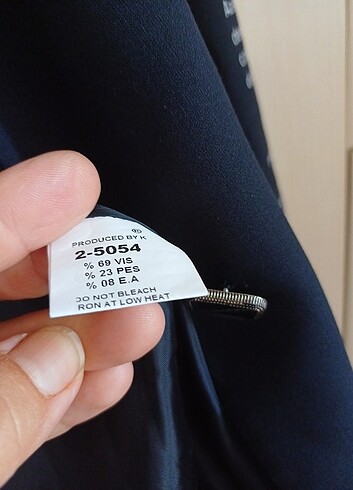 ®
PRODUCED BY K
2-5054
% 69 VIS
% 23 PES
% 08 E.A
DO NOT BLEACH
RON AT LOW HEAT